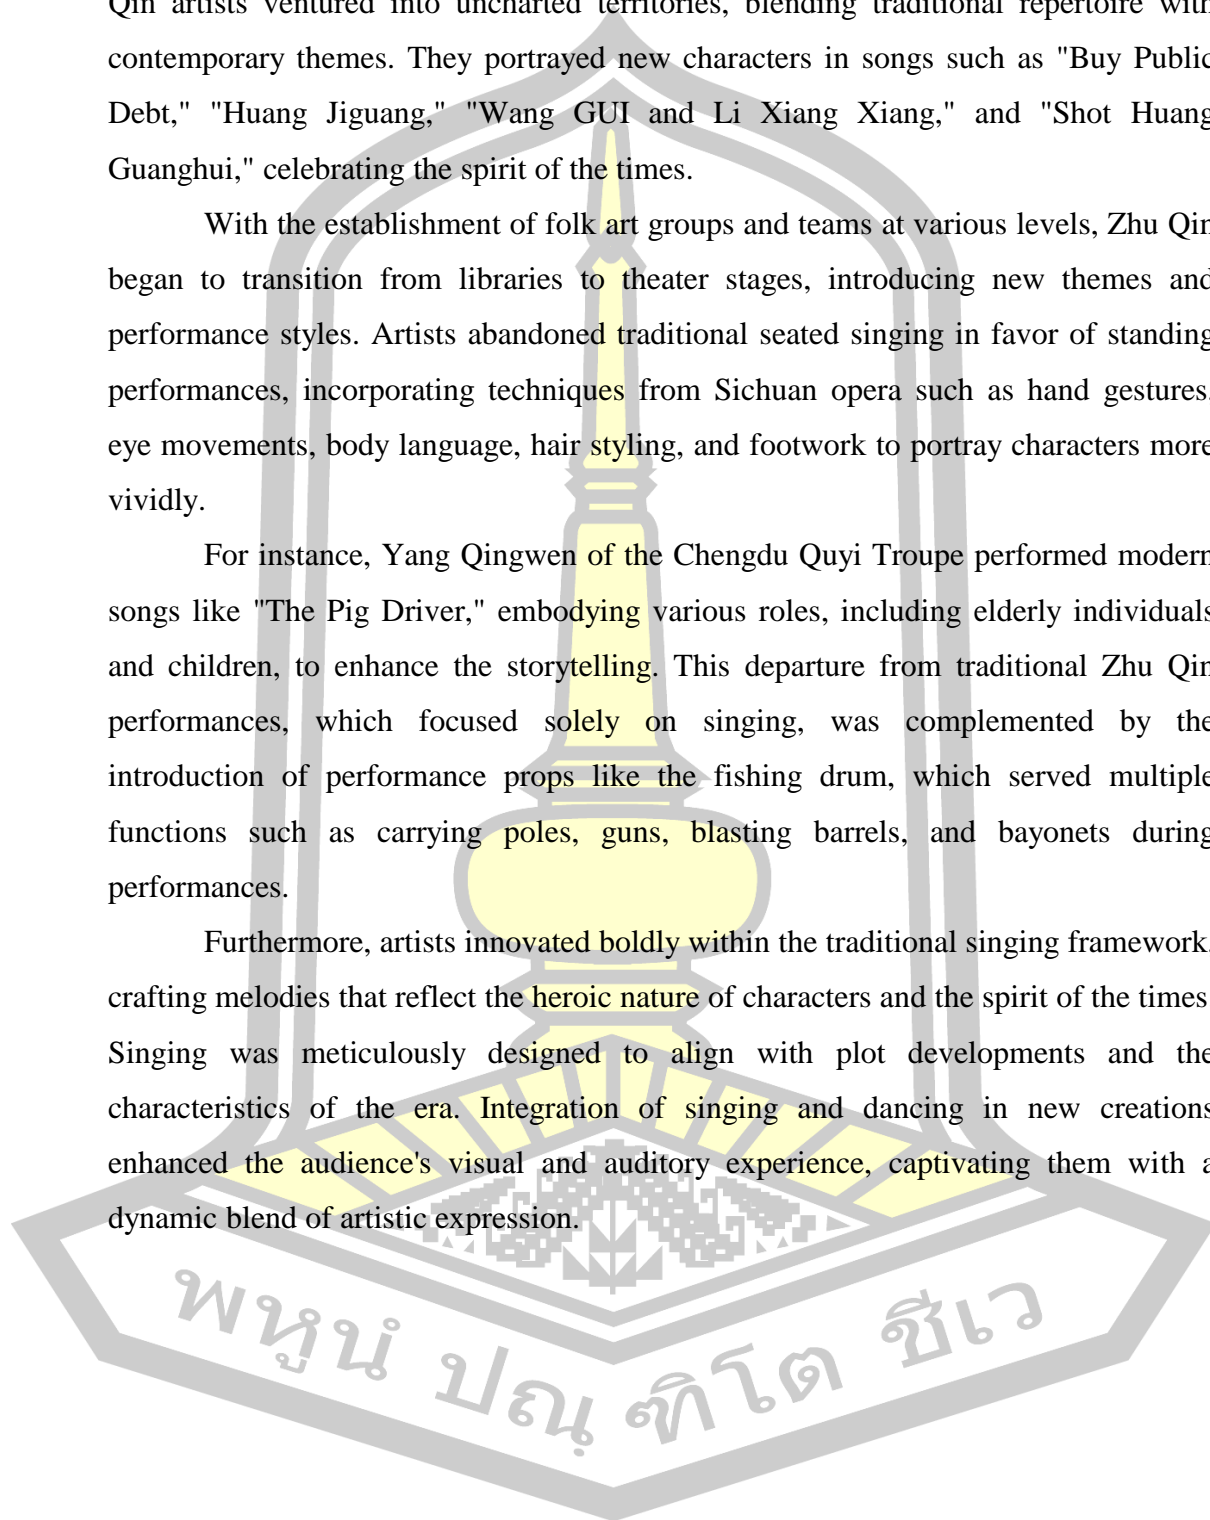 Qin artists ventured into uncharted territories, blending traditional repertoire with
contemporary themes. They portrayed new characters in songs such as "Buy Public
Debt," "Huang Jiguang," "Wang GUI and Li Xiang Xiang," and "Shot Huang
Guanghui," celebrating the spirit of the times.
With the establishment of folk art groups and teams at various levels, Zhu Qin
began to transition from libraries to theater stages, introducing new themes and
performance styles. Artists abandoned traditional seated singing in favor of standing
performances, incorporating techniques from Sichuan opera such as hand gestures,
eye movements, body language, hair styling, and footwork to portray characters more
vividly.
For instance, Yang Qingwen of the Chengdu Quyi Troupe performed modern
songs like "The Pig Driver," embodying various roles, including elderly individuals
and children, to enhance the storytelling. This departure from traditional Zhu Qin
performances, which focused solely on singing, was complemented by the
introduction of performance props like the fishing drum, which served multiple
functions such as carrying poles, guns, blasting barrels, and bayonets during
performances.
Furthermore, artists innovated boldly within the traditional singing framework,
crafting melodies that reflect the heroic nature of characters and the spirit of the times.
Singing was meticulously designed to align with plot developments and the
characteristics of the era. Integration of singing and dancing in new creations
enhanced the audience's visual and auditory experience, captivating them with a
dynamic blend of artistic expression.
พหูนํ ปณฺฑิโต ชีเว